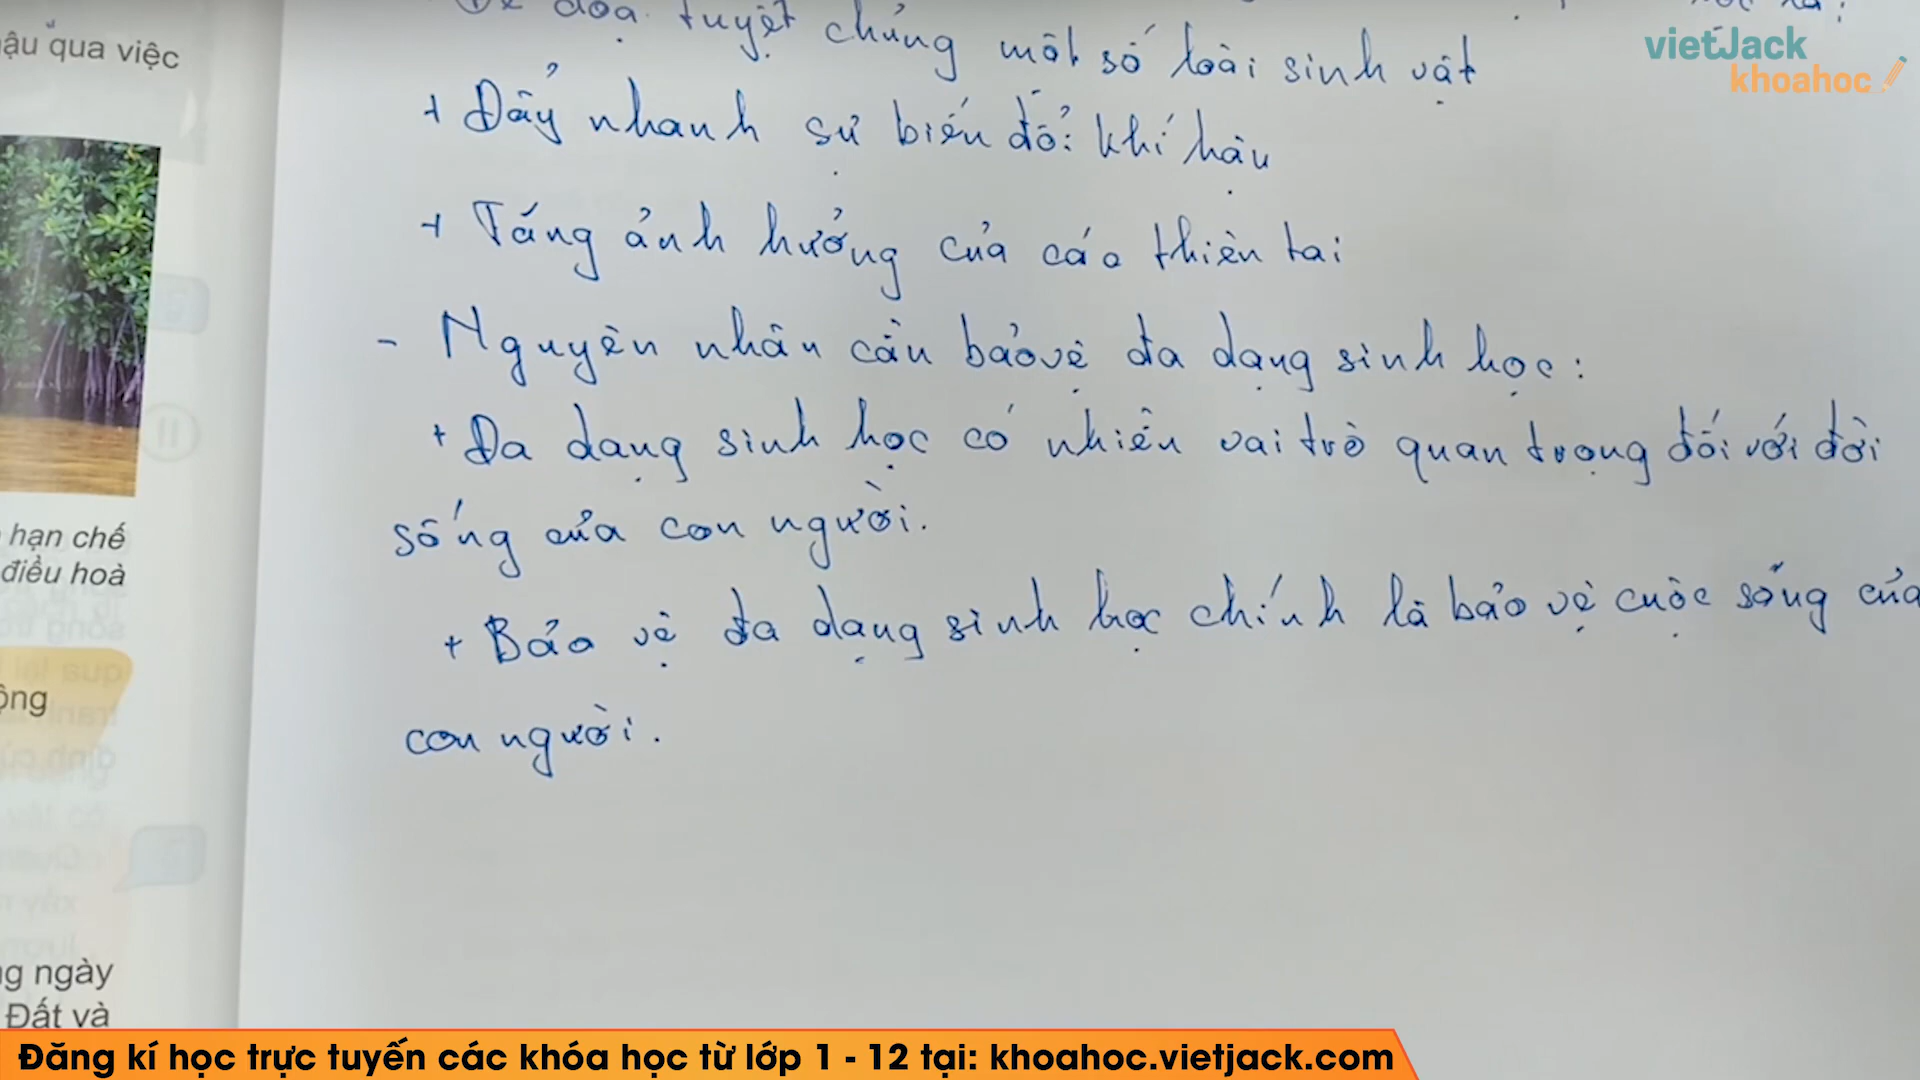 đe doạ tuyệt chủng một số loài sinh vật
vietJack
khoahoc
ậu qua việc
+ Đẩy nhanh sự biến đổi khí hậu
+ Tăng ảnh hưởng của các thiên tai
- Nguyên nhân cần bảo vệ đa dạng sinh học:
+ Đa dạng sinh học có nhiều vai trò quan trọng đối với đời
sống của con người.
hạn chế
điều hoà
+ Bảo vệ đa dạng sinh học chính là bảo vệ cuộc sống của
ộng
con người.
g ngày
Đất và
Đăng kí học trực tuyến các khóa học từ lớp 1 - 12 tại: khoahoc.vietjack.com